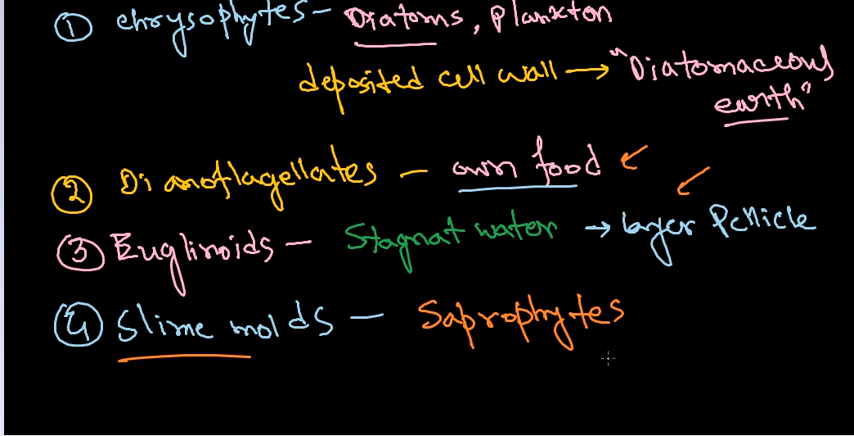 ① chrysophytes - Diatoms, Plankton
deposited cell wall → "Diatomaceous
earth"
② Dianoflagellates - own food
③ Euglinoids - Stagnat water → layer Pellicle
④ Slime molds - Saprophytes